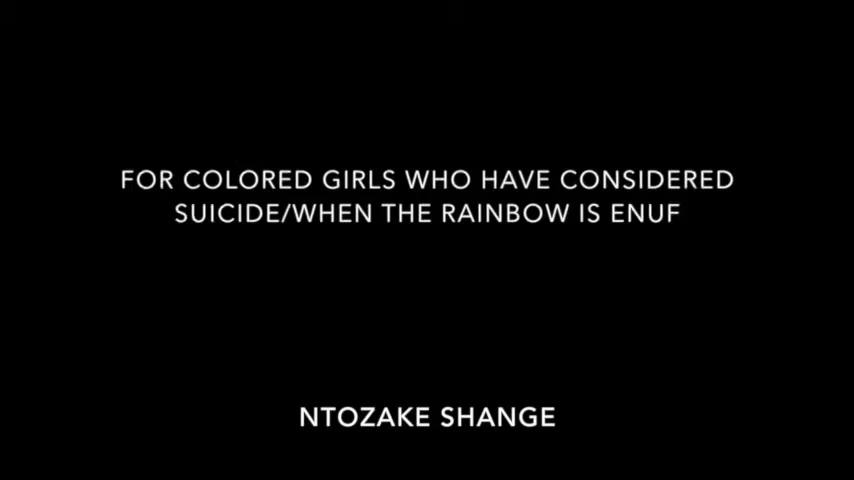 FOR COLORED GIRLS WHO HAVE CONSIDERED
SUICIDE/WHEN THE RAINBOW IS ENUF
NTOZAKE SHANGE